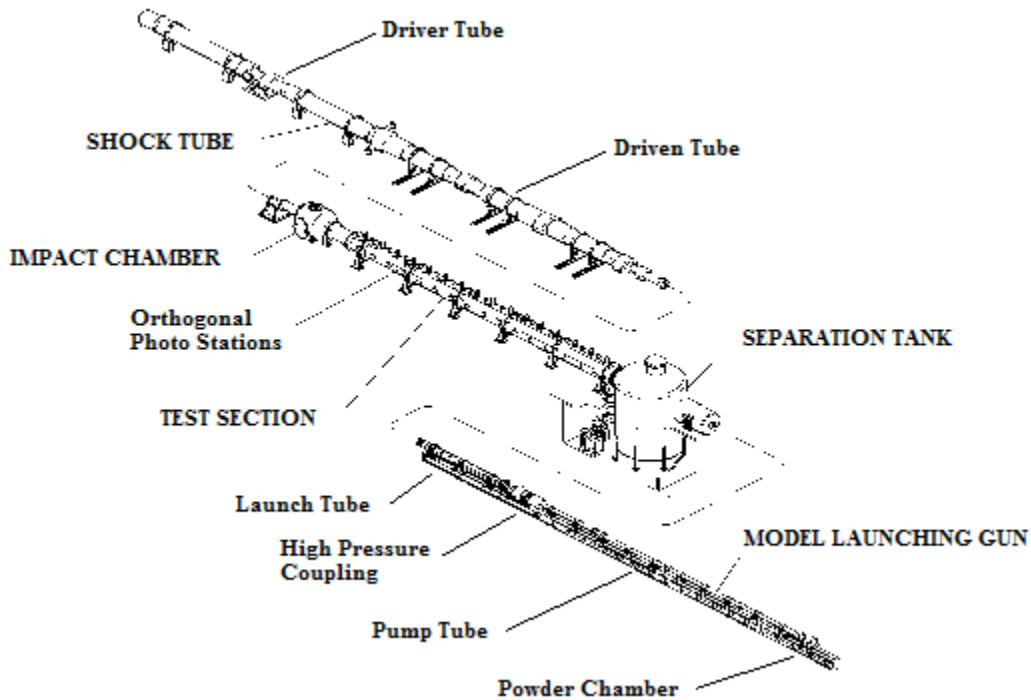 Driver Tube
SHOCK TUBE
Driven Tube
IMPACT CHAMBER
Orthogonal
Photo Stations
SEPARATION TANK
TEST SECTION
Launch Tube
High Pressure
Coupling
MODEL LAUNCHING GUN
Pump Tube
Powder Chamber